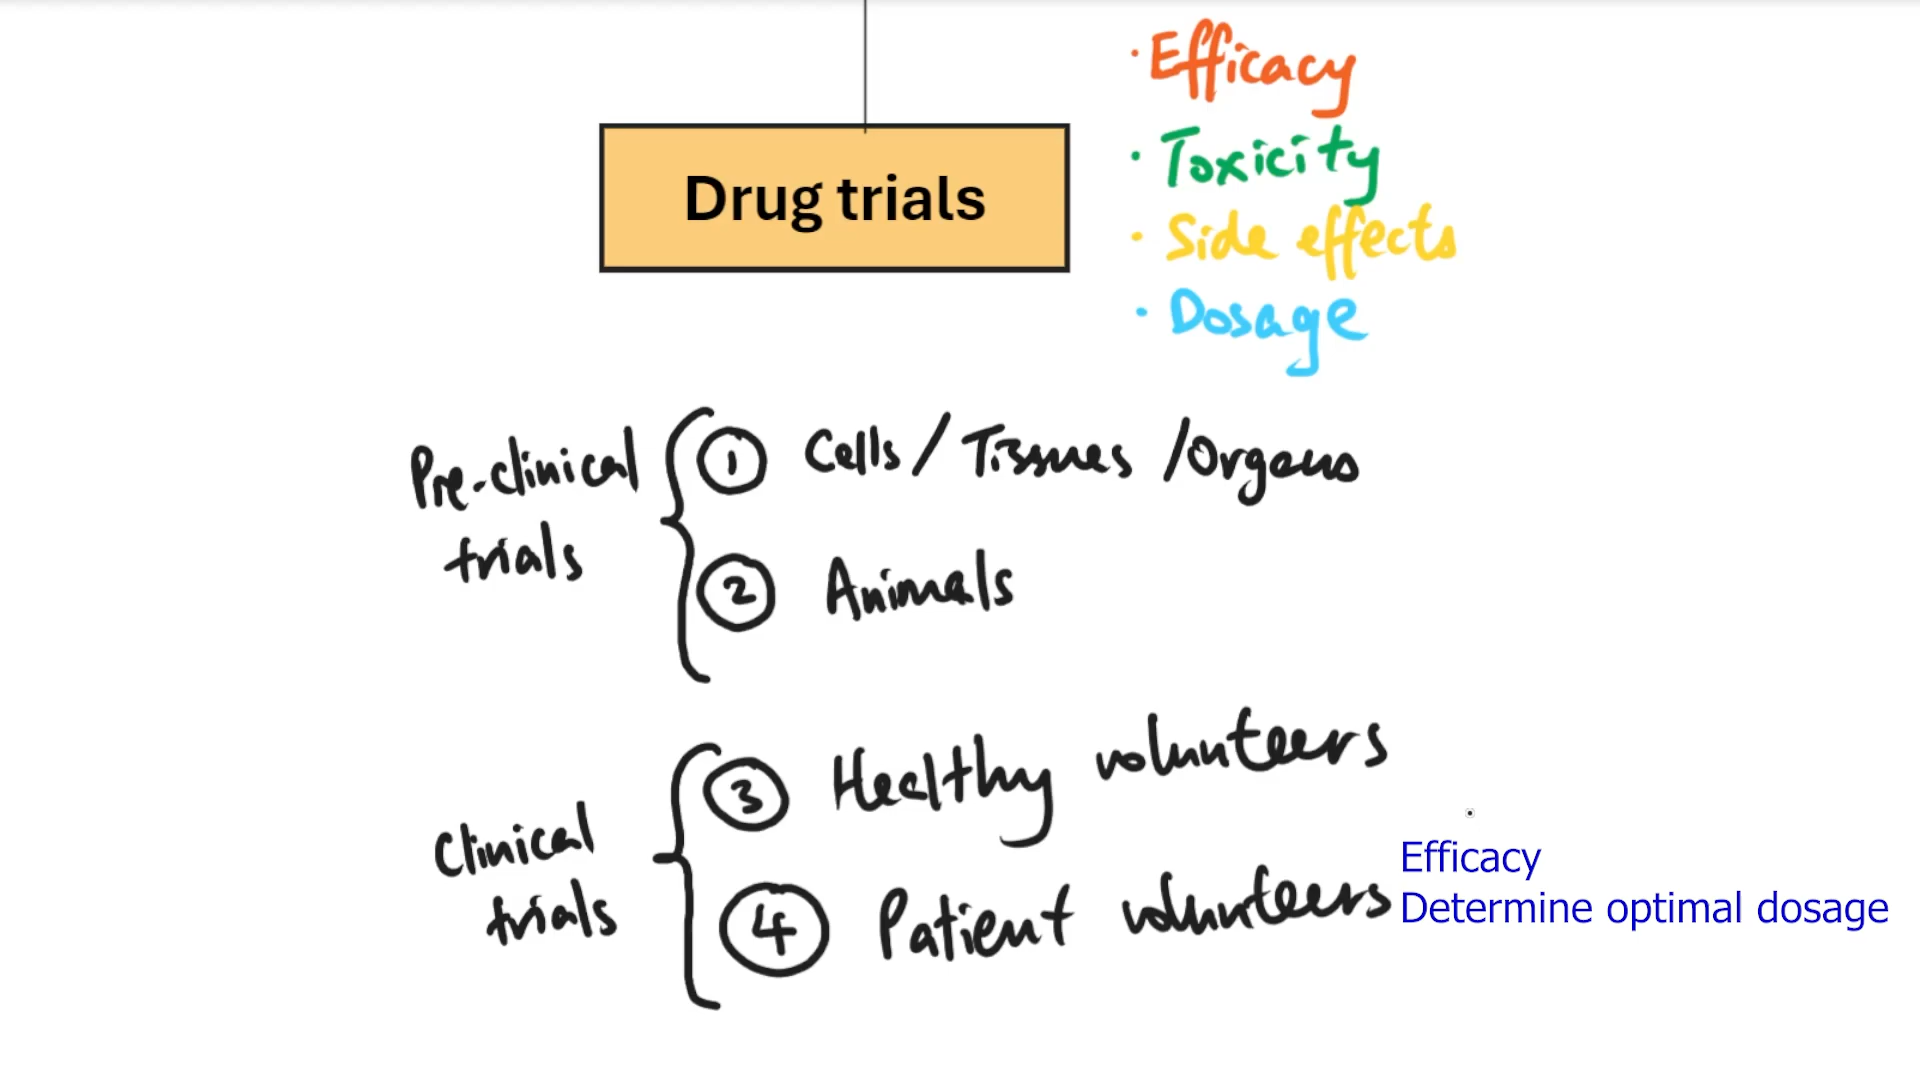 Drug trials
· Efficacy
· Toxicity
· Side effects
· Dosage
Pre-clinical trials
① Cells / Tissues / Organs
② Animals
Clinical trials
③ Healthy volunteers
④ Patient volunteers
Efficacy
Determine optimal dosage